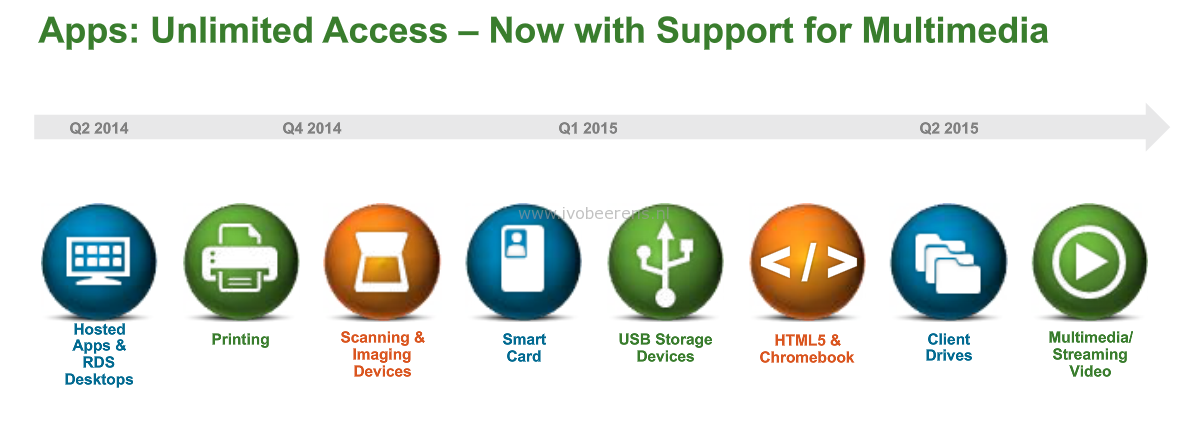 Apps: Unlimited Access – Now with Support for Multimedia
Q2 2014 Q4 2014 Q1 2015 Q2 2015
www.ivobeerens.nl
</>
Hosted
Apps &
RDS
Desktops
Printing
Scanning &
Imaging
Devices
Smart
Card
USB Storage
Devices
HTML5 &
Chromebook
Client
Drives
Multimedia/
Streaming
Video